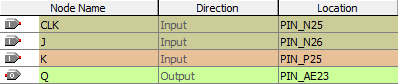 Node Name Direction Location
CLK Input PIN_N25
J Input PIN_N26
K Input PIN_P25
Q Output PIN_AE23